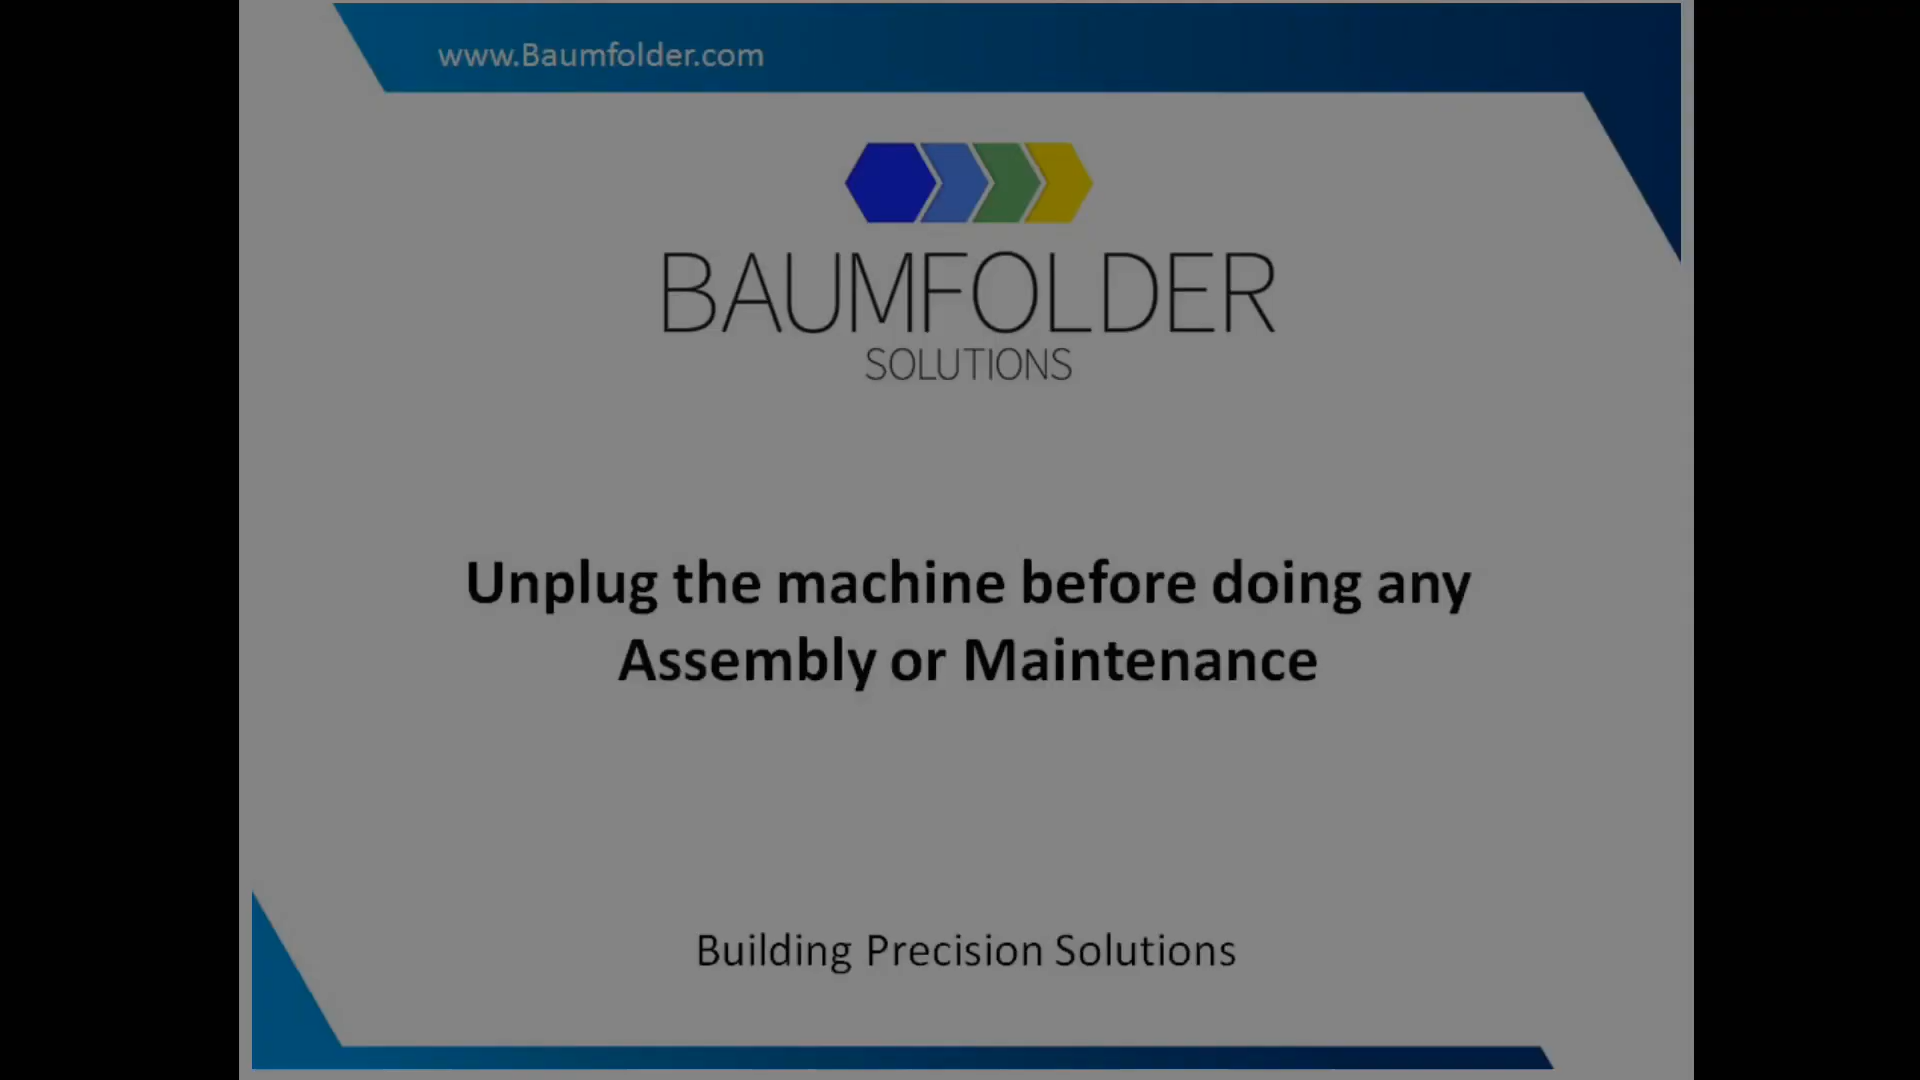 www.Baumfolder.com
BAUMFOLDER
SOLUTIONS
Unplug the machine before doing any
Assembly or Maintenance
Building Precision Solutions